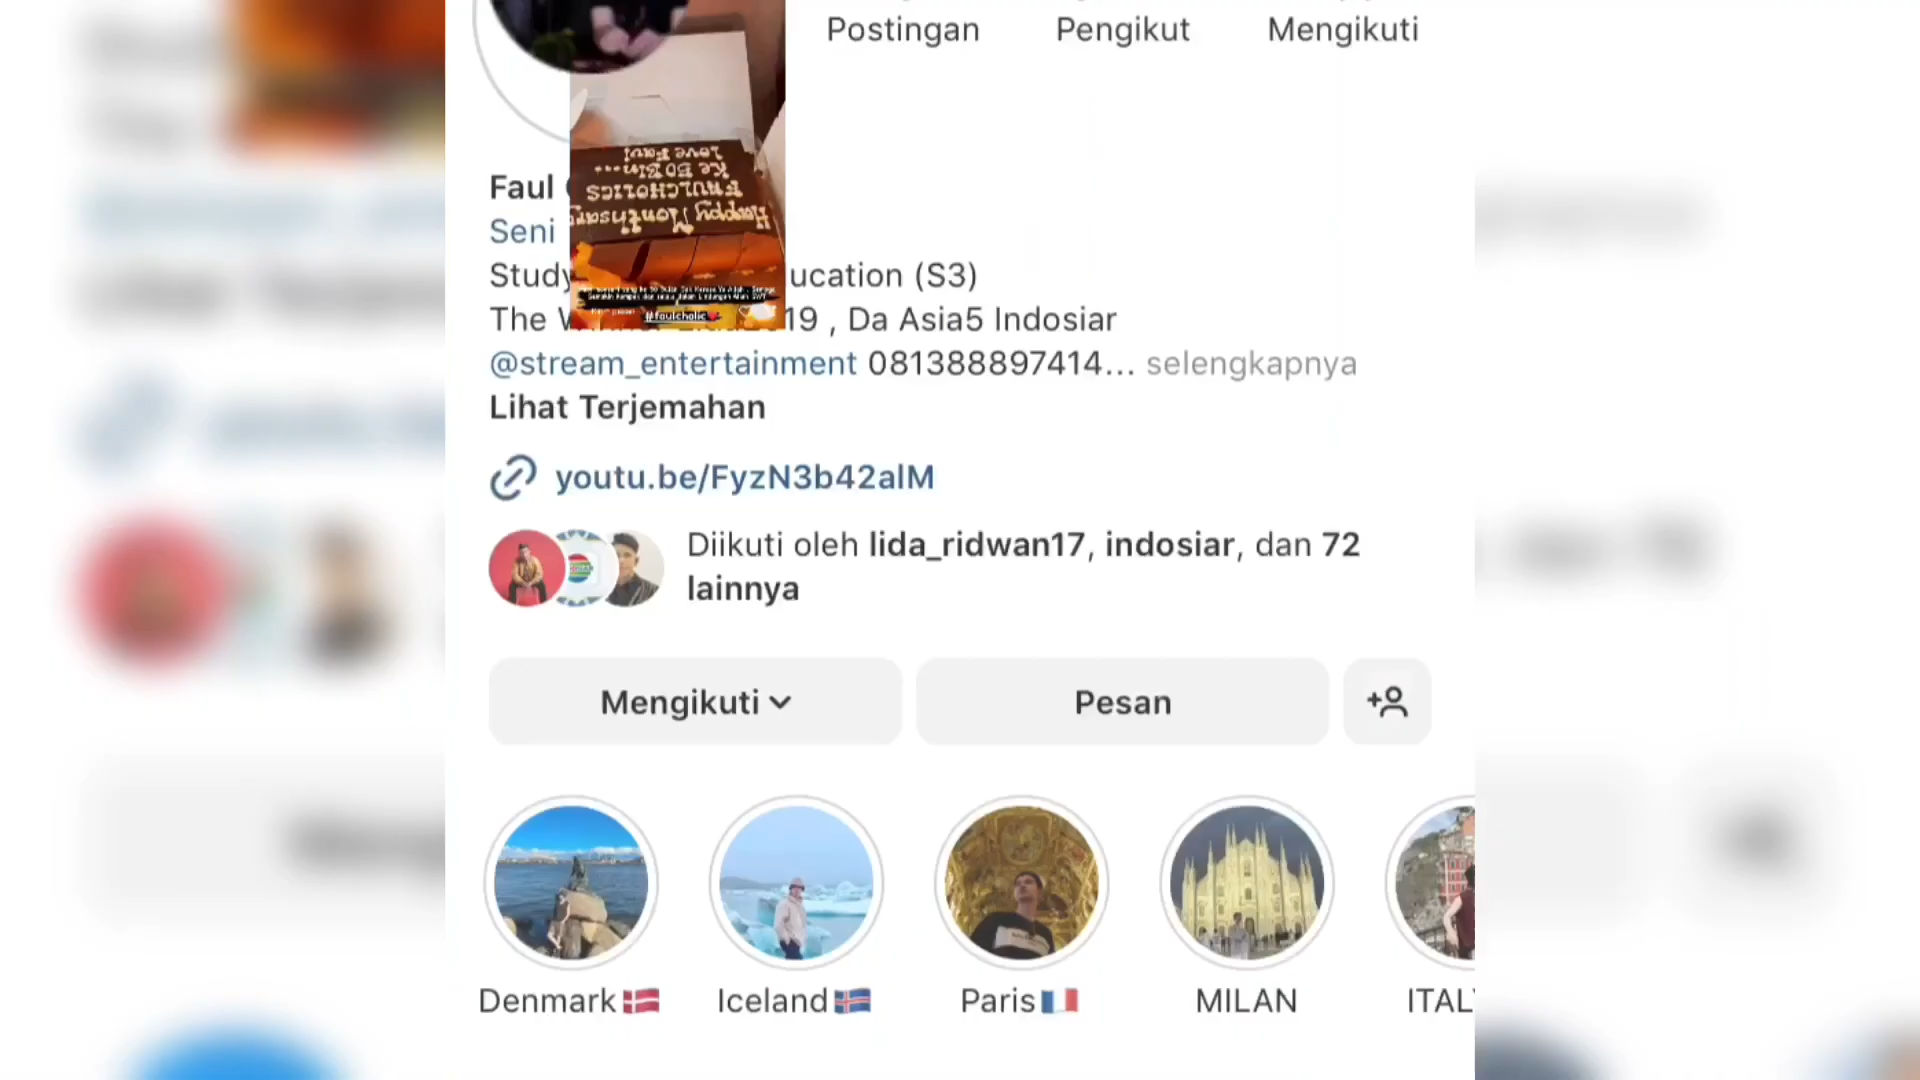 Postingan Pengikut Mengikuti
Faul
Seni
Study ucation (S3)
The 19 , Da Asia5 Indosiar
@stream_entertainment 081388897414... selengkapnya
Lihat Terjemahan
youtu.be/FyzN3b42alM
Diikuti oleh lida_ridwan17, indosiar, dan 72
lainnya
Mengikuti Pesan
Denmark Iceland Paris MILAN ITALY
Happy Monthsary
FAULCHOLICS
Ke 50 Bln....
Love Faul
#faulcholic